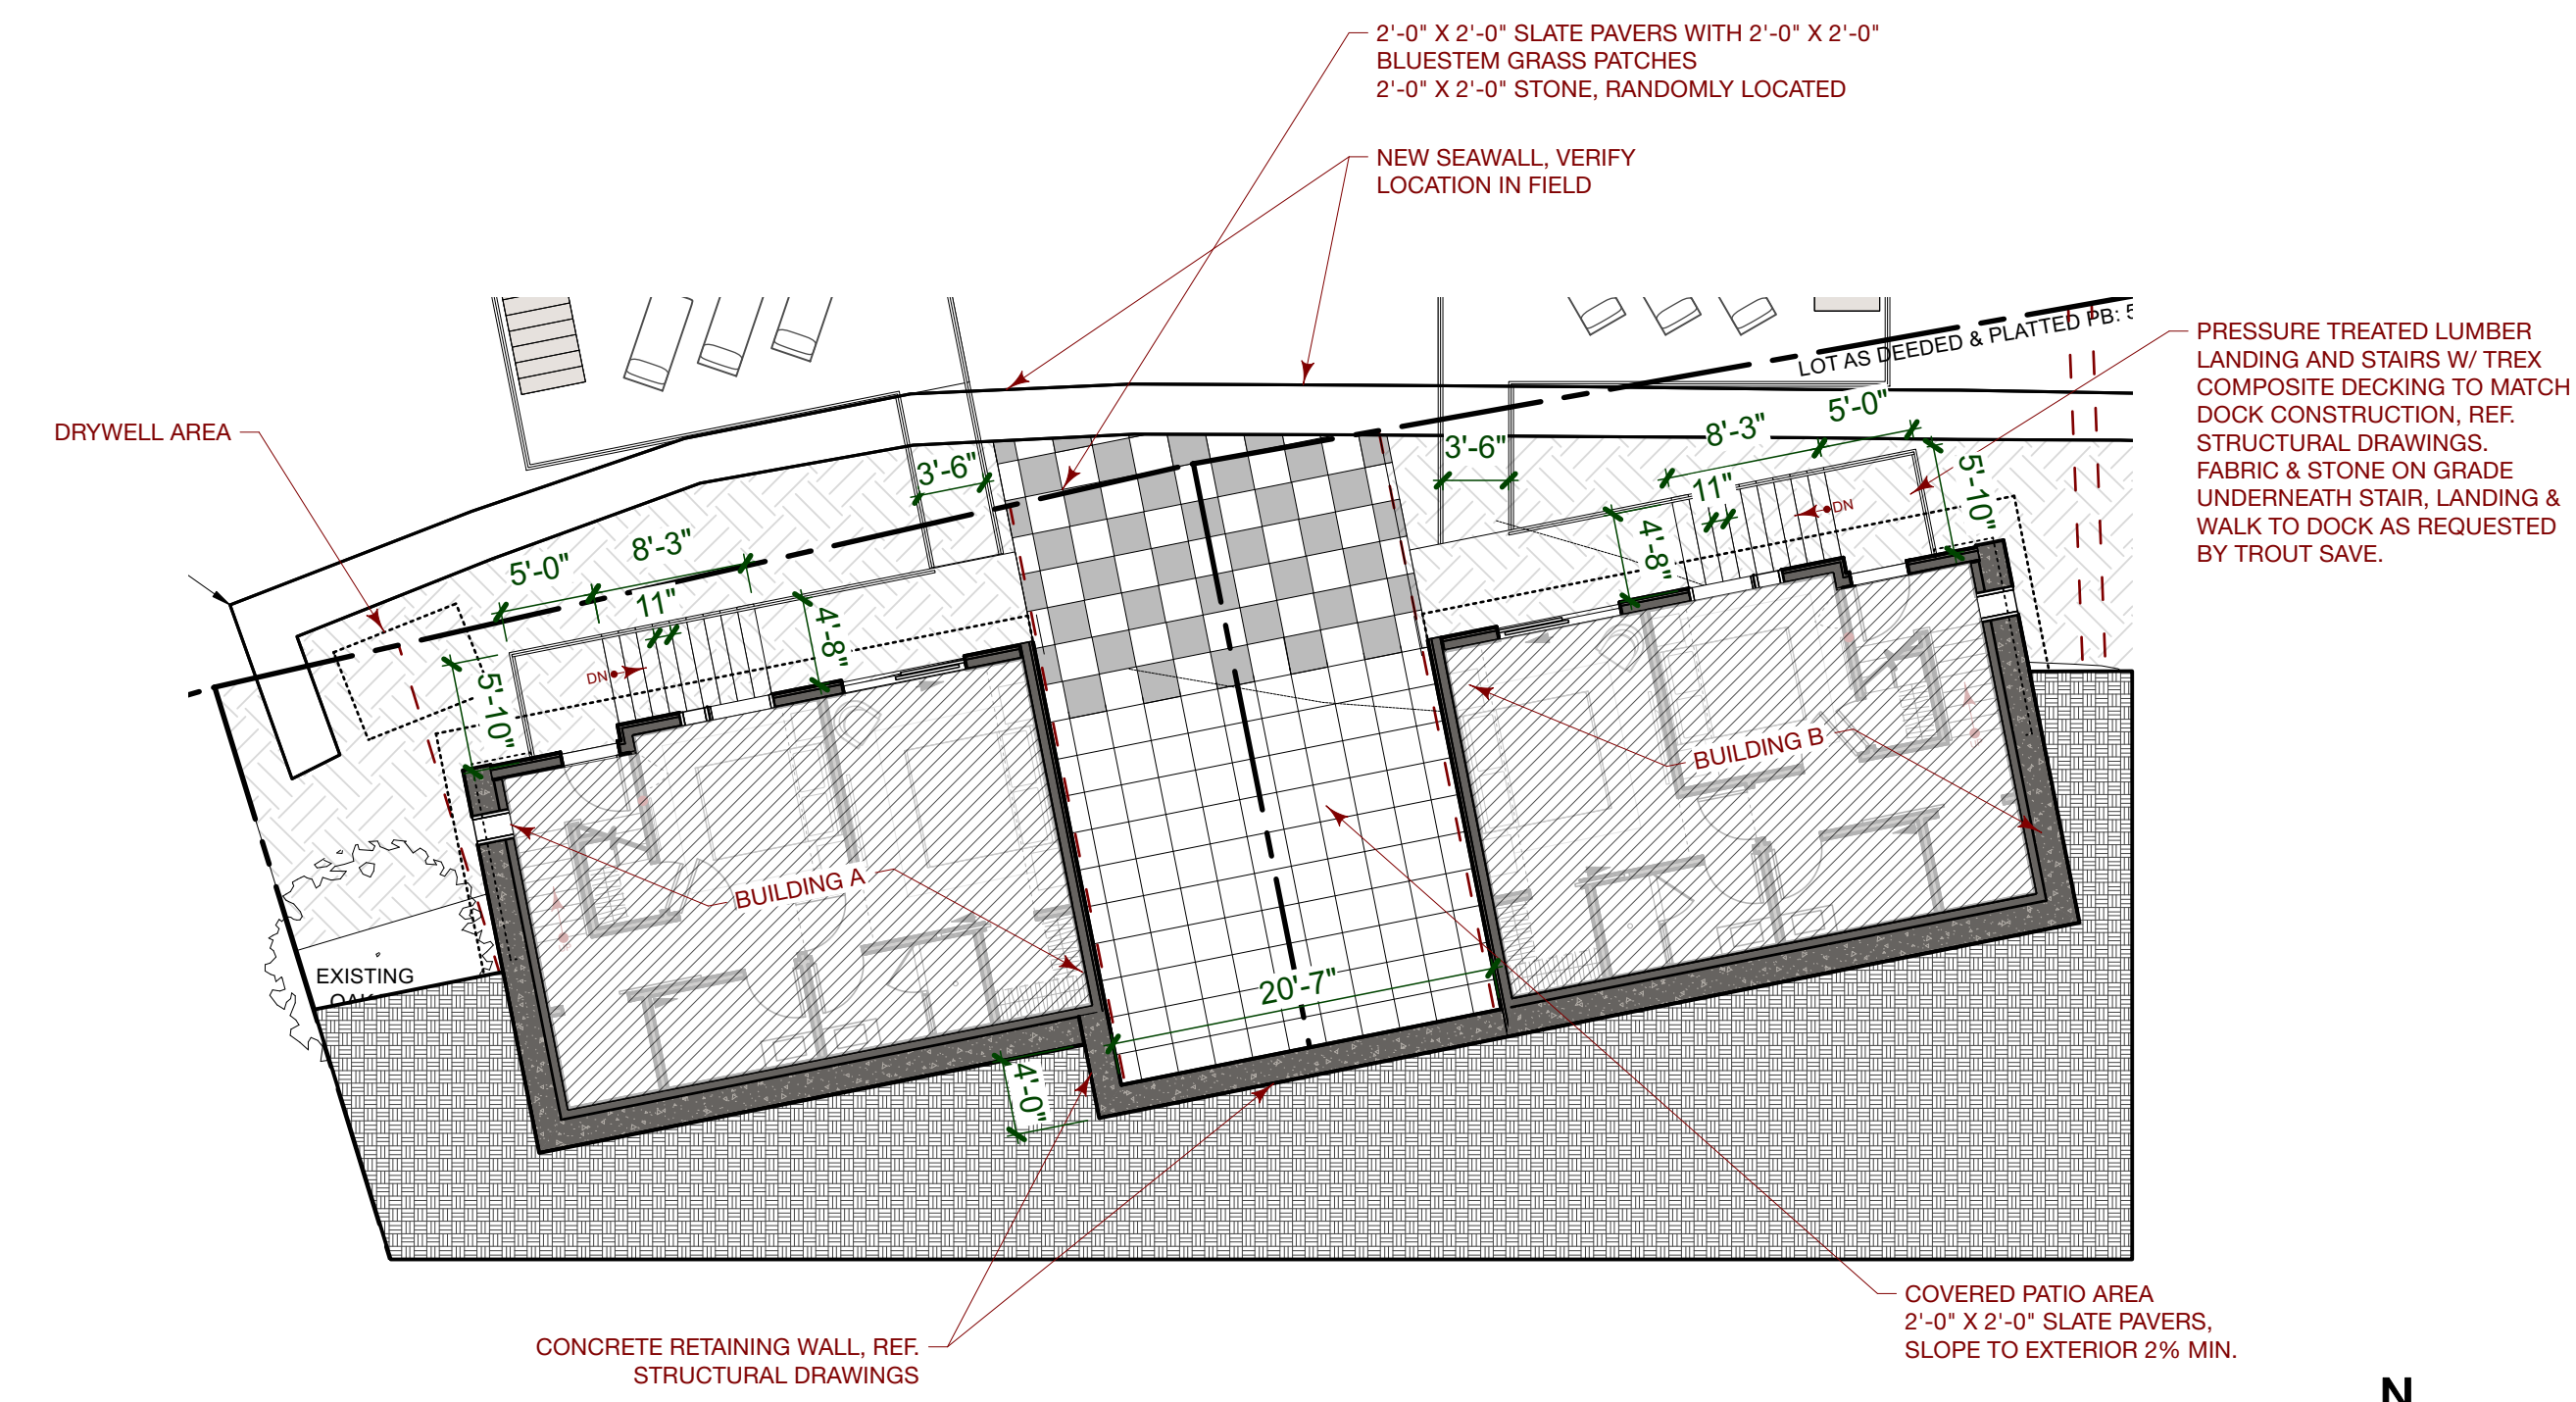 2'-0" X 2'-0" SLATE PAVERS WITH 2'-0" X 2'-0"
BLUESTEM GRASS PATCHES
2'-0" X 2'-0" STONE, RANDOMLY LOCATED
NEW SEAWALL, VERIFY
LOCATION IN FIELD
LOT AS DEEDED & PLATTED PB: 5
PRESSURE TREATED LUMBER
LANDING AND STAIRS W/ TREX
COMPOSITE DECKING TO MATCH
DOCK CONSTRUCTION, REF.
STRUCTURAL DRAWINGS.
FABRIC & STONE ON GRADE
UNDERNEATH STAIR, LANDING &
WALK TO DOCK AS REQUESTED
BY TROUT SAVE.
DRYWELL AREA
3'-6"
3'-6"
8'-3"
5'-0"
11"
5'-10"
DN
4'-8"
5'-0"
8'-3"
11"
4'-8"
DN
5'-10"
BUILDING B
BUILDING A
EXISTING
OAK
20'-7"
4'-0"
COVERED PATIO AREA
2'-0" X 2'-0" SLATE PAVERS,
SLOPE TO EXTERIOR 2% MIN.
CONCRETE RETAINING WALL, REF.
STRUCTURAL DRAWINGS
N